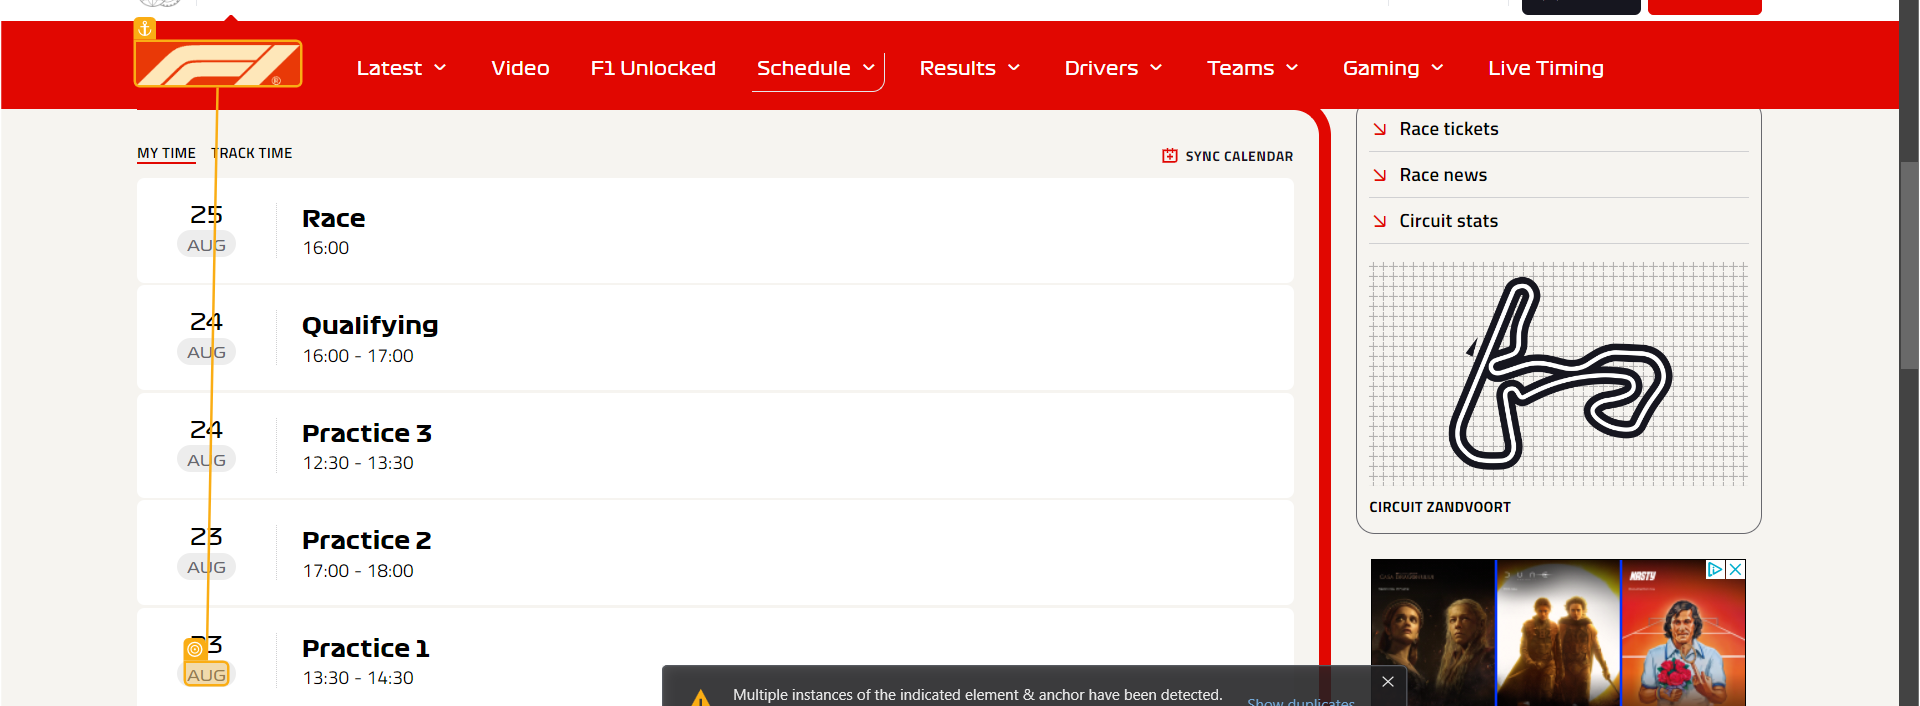 F1®
Latest
Video
F1 Unlocked
Schedule
Results
Drivers
Teams
Gaming
Live Timing
MY TIME
TRACK TIME
SYNC CALENDAR
25
AUG
Race
16:00
24
AUG
Qualifying
16:00 - 17:00
24
AUG
Practice 3
12:30 - 13:30
23
AUG
Practice 2
17:00 - 18:00
23
AUG
Practice 1
13:30 - 14:30
Race tickets
Race news
Circuit stats
CIRCUIT ZANDVOORT
DUNE
NASTY
Multiple instances of the indicated element & anchor have been detected.
Show duplicates